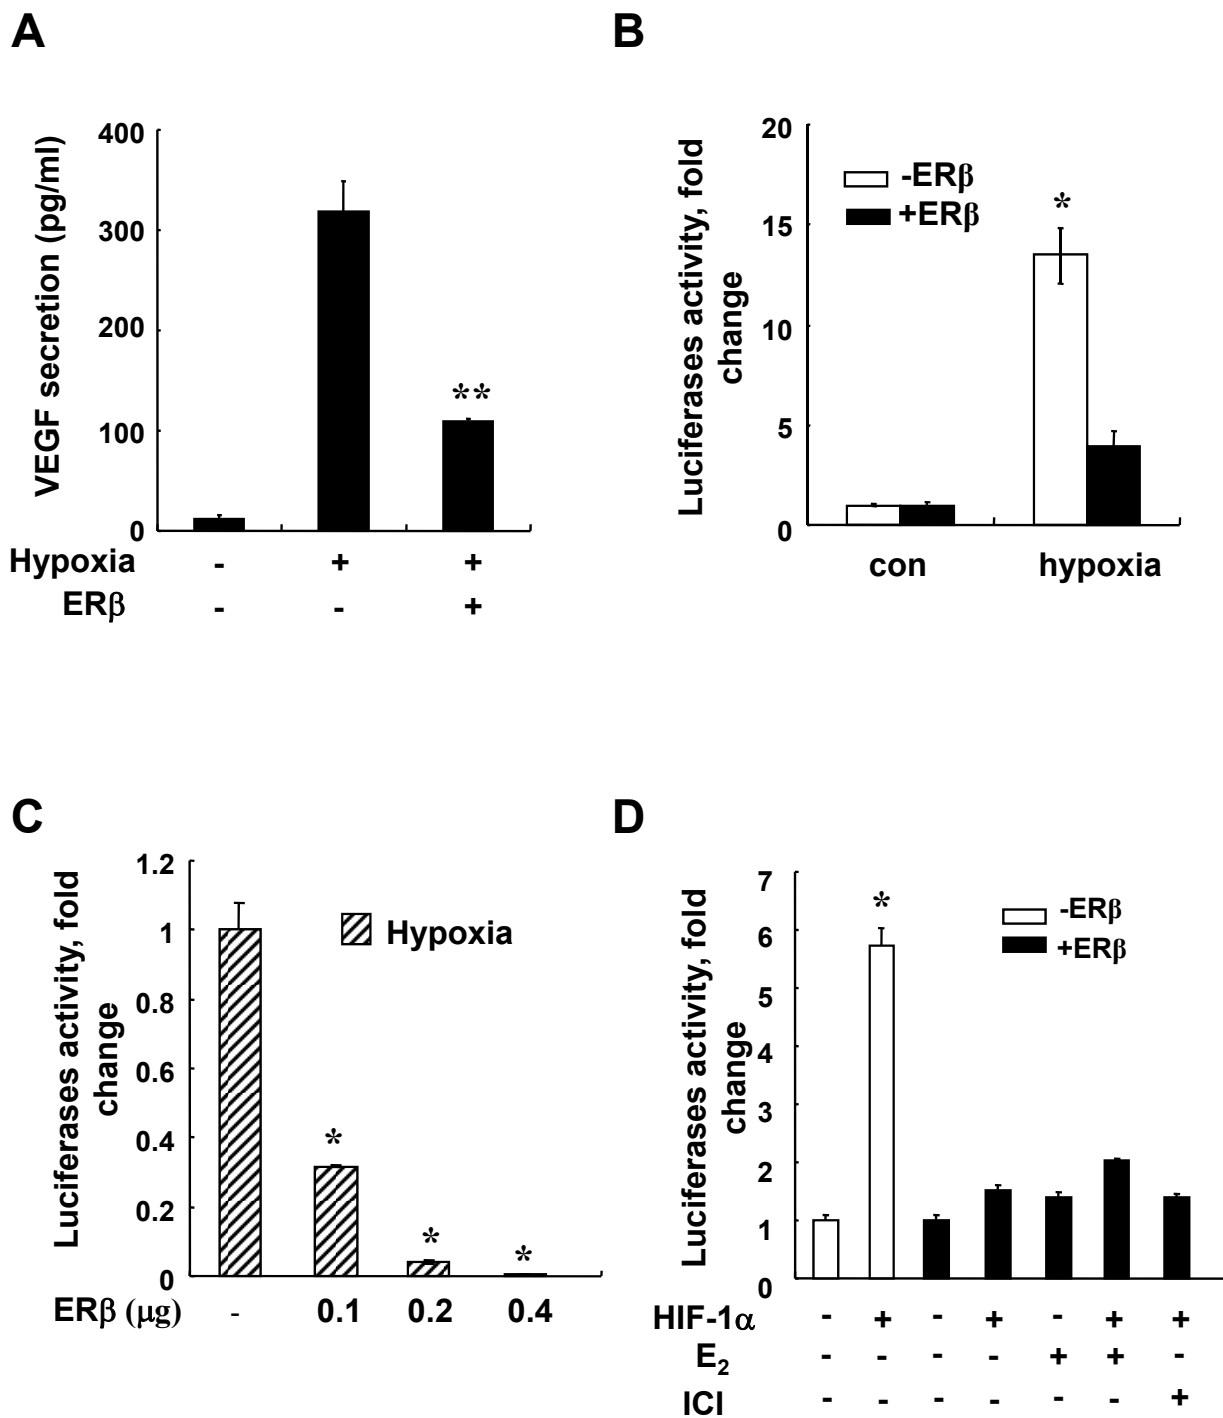 A
VEGF secretion (pg/ml)
400
300
200
100
0
**
Hypoxia - + +
ERβ - - +
B
Luciferases activity, fold
change
20
15
10
5
0
-ERβ
+ERβ
*
con hypoxia
C
Luciferases activity, fold
change
1.2
1
0.8
0.6
0.4
0.2
0
Hypoxia
*
*
*
ERβ (μg) - 0.1 0.2 0.4
D
Luciferases activity, fold
change
7
6
5
4
3
2
1
0
*
-ERβ
+ERβ
HIF-1α - + - + - + +
E2 - - - - + + -
ICI - - - - - - +